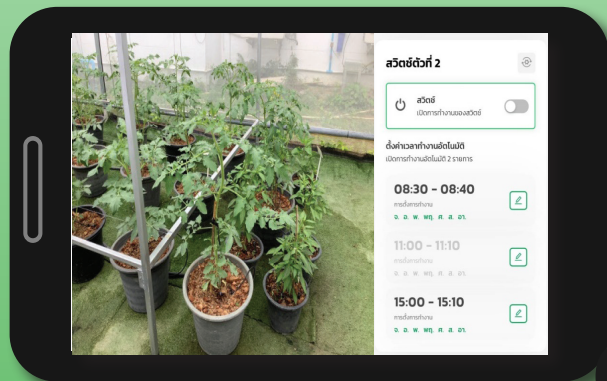 สวิตช์ตัวที่ 2
สวิตช์
เปิดการทำงานของสวิตช์
ตั้งค่าเวลาทำงานอัตโนมัติ
เปิดการทำงานอัตโนมัติ 2 รายการ
08:30 - 08:40
การตั้งการทำงาน
จ. อ. พ. พฤ. ศ. ส. อา.
11:00 - 11:10
การตั้งการทำงาน
จ. อ. พ. พฤ. ศ. ส. อา.
15:00 - 15:10
การตั้งการทำงาน
จ. อ. พ. พฤ. ศ. ส. อา.